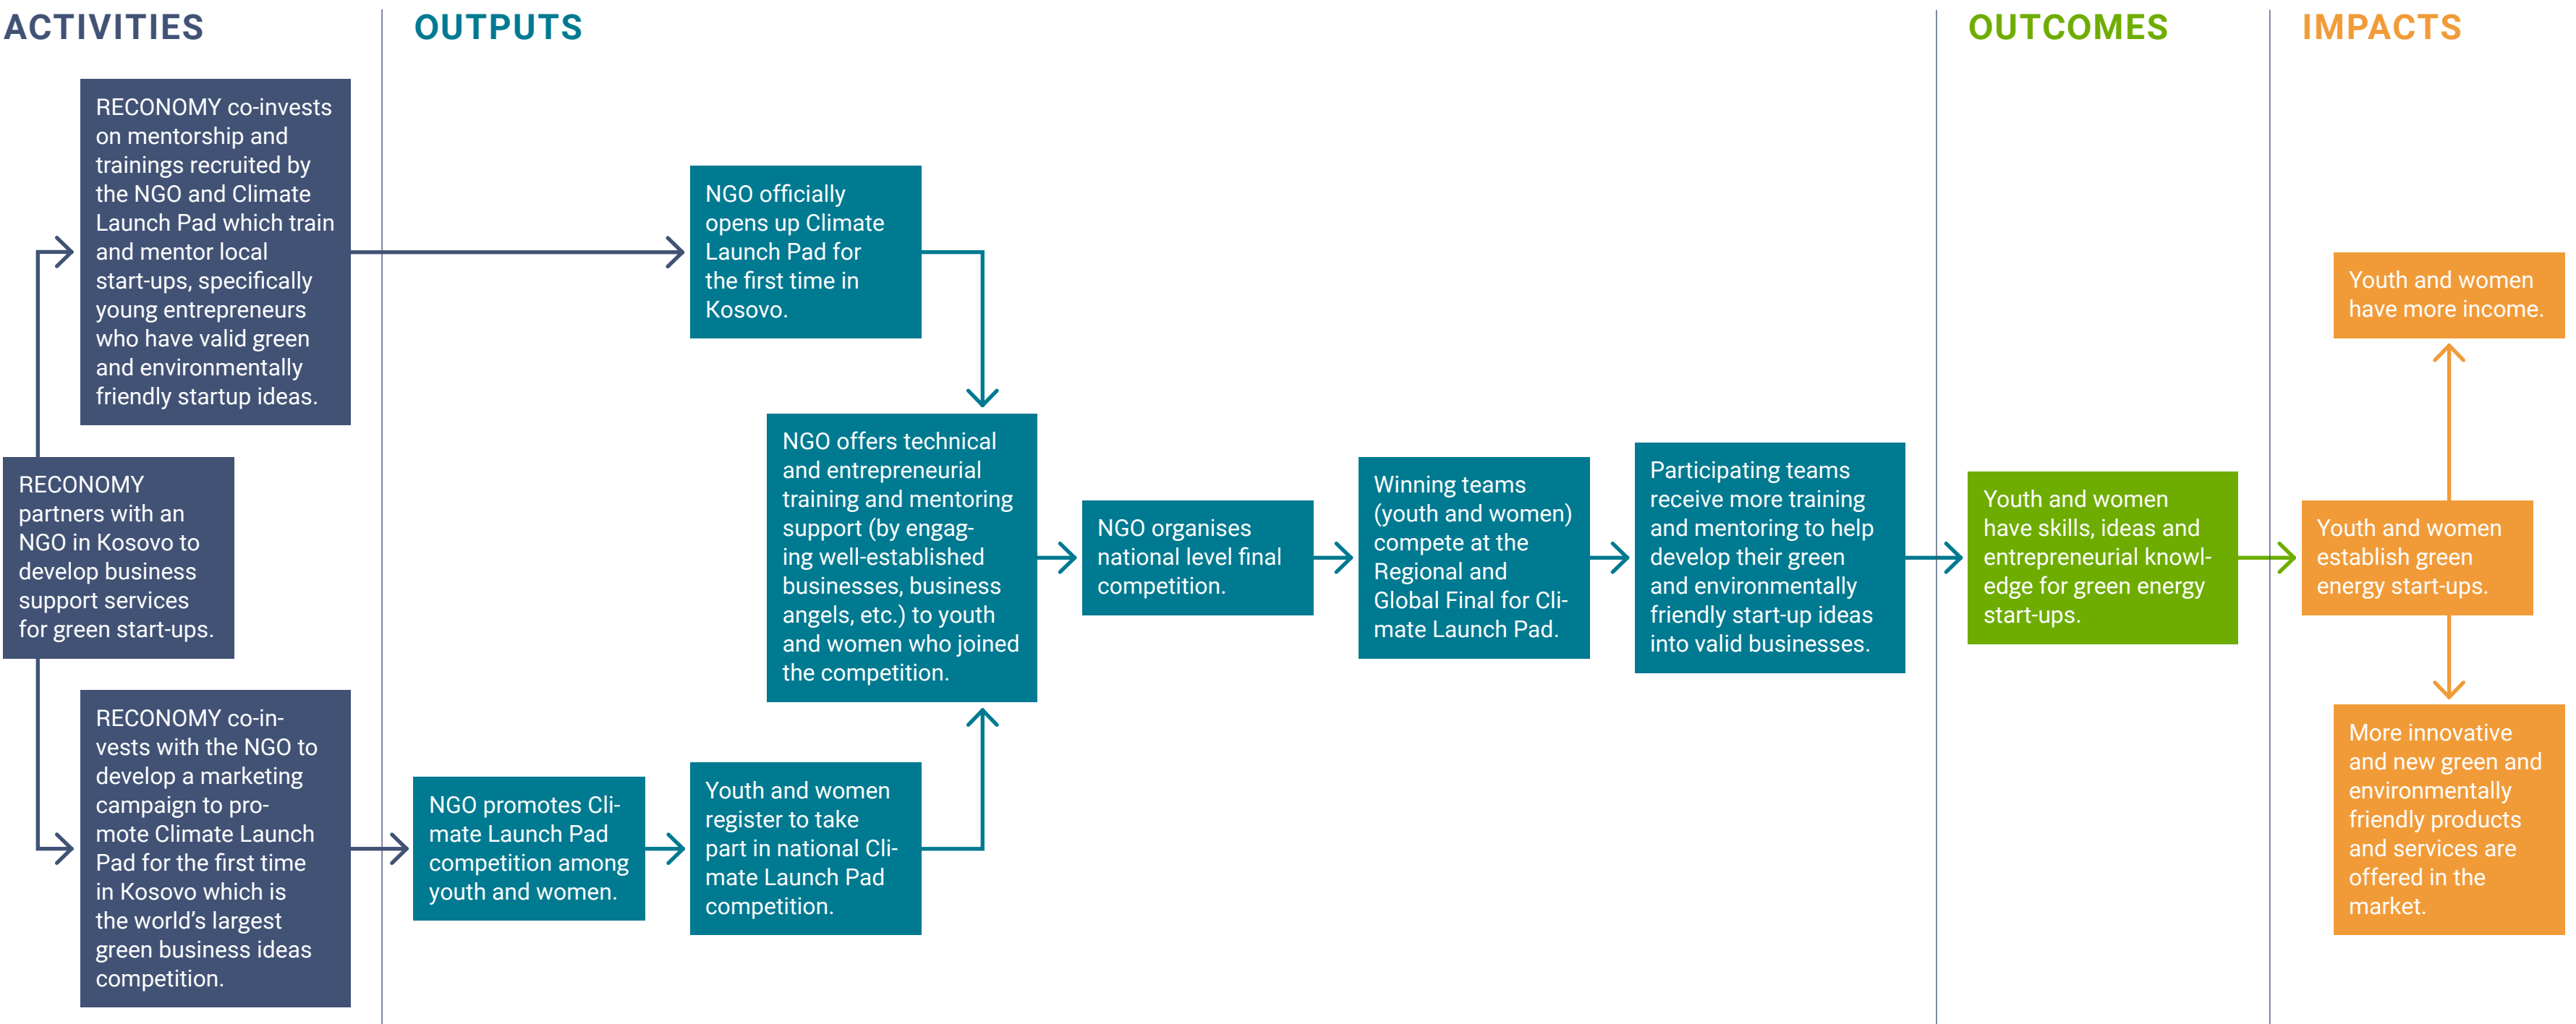 ACTIVITIES
OUTPUTS
OUTCOMES
IMPACTS
RECONOMY
partners with an
NGO in Kosovo to
develop business
support services
for green start-ups.
RECONOMY co-invests
on mentorship and
trainings recruited by
the NGO and Climate
Launch Pad which train
and mentor local
start-ups, specifically
young entrepreneurs
who have valid green
and environmentally
friendly startup ideas.
RECONOMY co-in-
vests with the NGO to
develop a marketing
campaign to pro-
mote Climate Launch
Pad for the first time
in Kosovo which is
the world's largest
green business ideas
competition.
NGO officially
opens up Climate
Launch Pad for
the first time in
Kosovo.
NGO promotes Cli-
mate Launch Pad
competition among
youth and women.
Youth and women
register to take
part in national Cli-
mate Launch Pad
competition.
NGO offers technical
and entrepreneurial
training and mentoring
support (by engag-
ing well-established
businesses, business
angels, etc.) to youth
and women who joined
the competition.
NGO organises
national level final
competition.
Winning teams
(youth and women)
compete at the
Regional and
Global Final for Cli-
mate Launch Pad.
Participating teams
receive more training
and mentoring to help
develop their green
and environmentally
friendly start-up ideas
into valid businesses.
Youth and women
have skills, ideas and
entrepreneurial knowl-
edge for green energy
start-ups.
Youth and women
establish green
energy start-ups.
Youth and women
have more income.
More innovative
and new green and
environmentally
friendly products
and services are
offered in the
market.